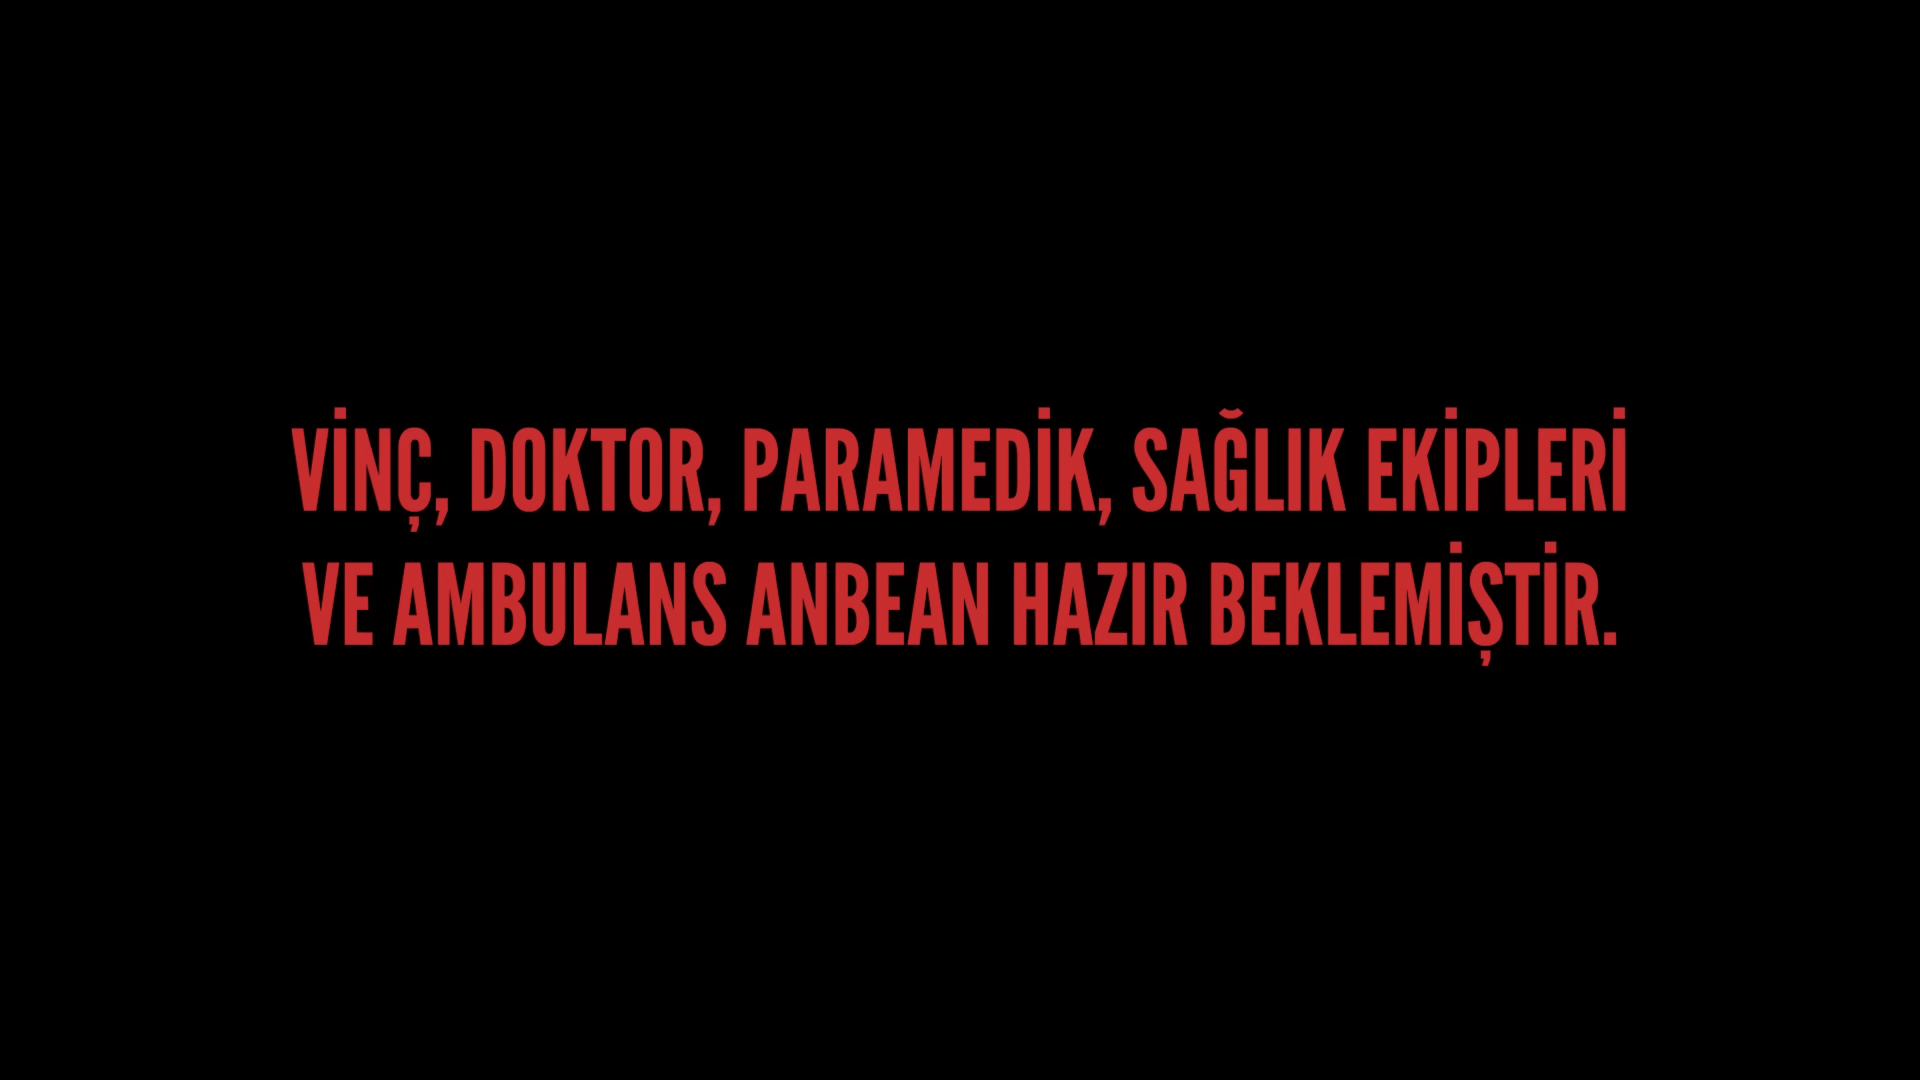 VİNÇ, DOKTOR, PARAMEDİK, SAĞLIK EKİPLERİ
VE AMBULANS ANBEAN HAZIR BEKLEMİŞTİR.